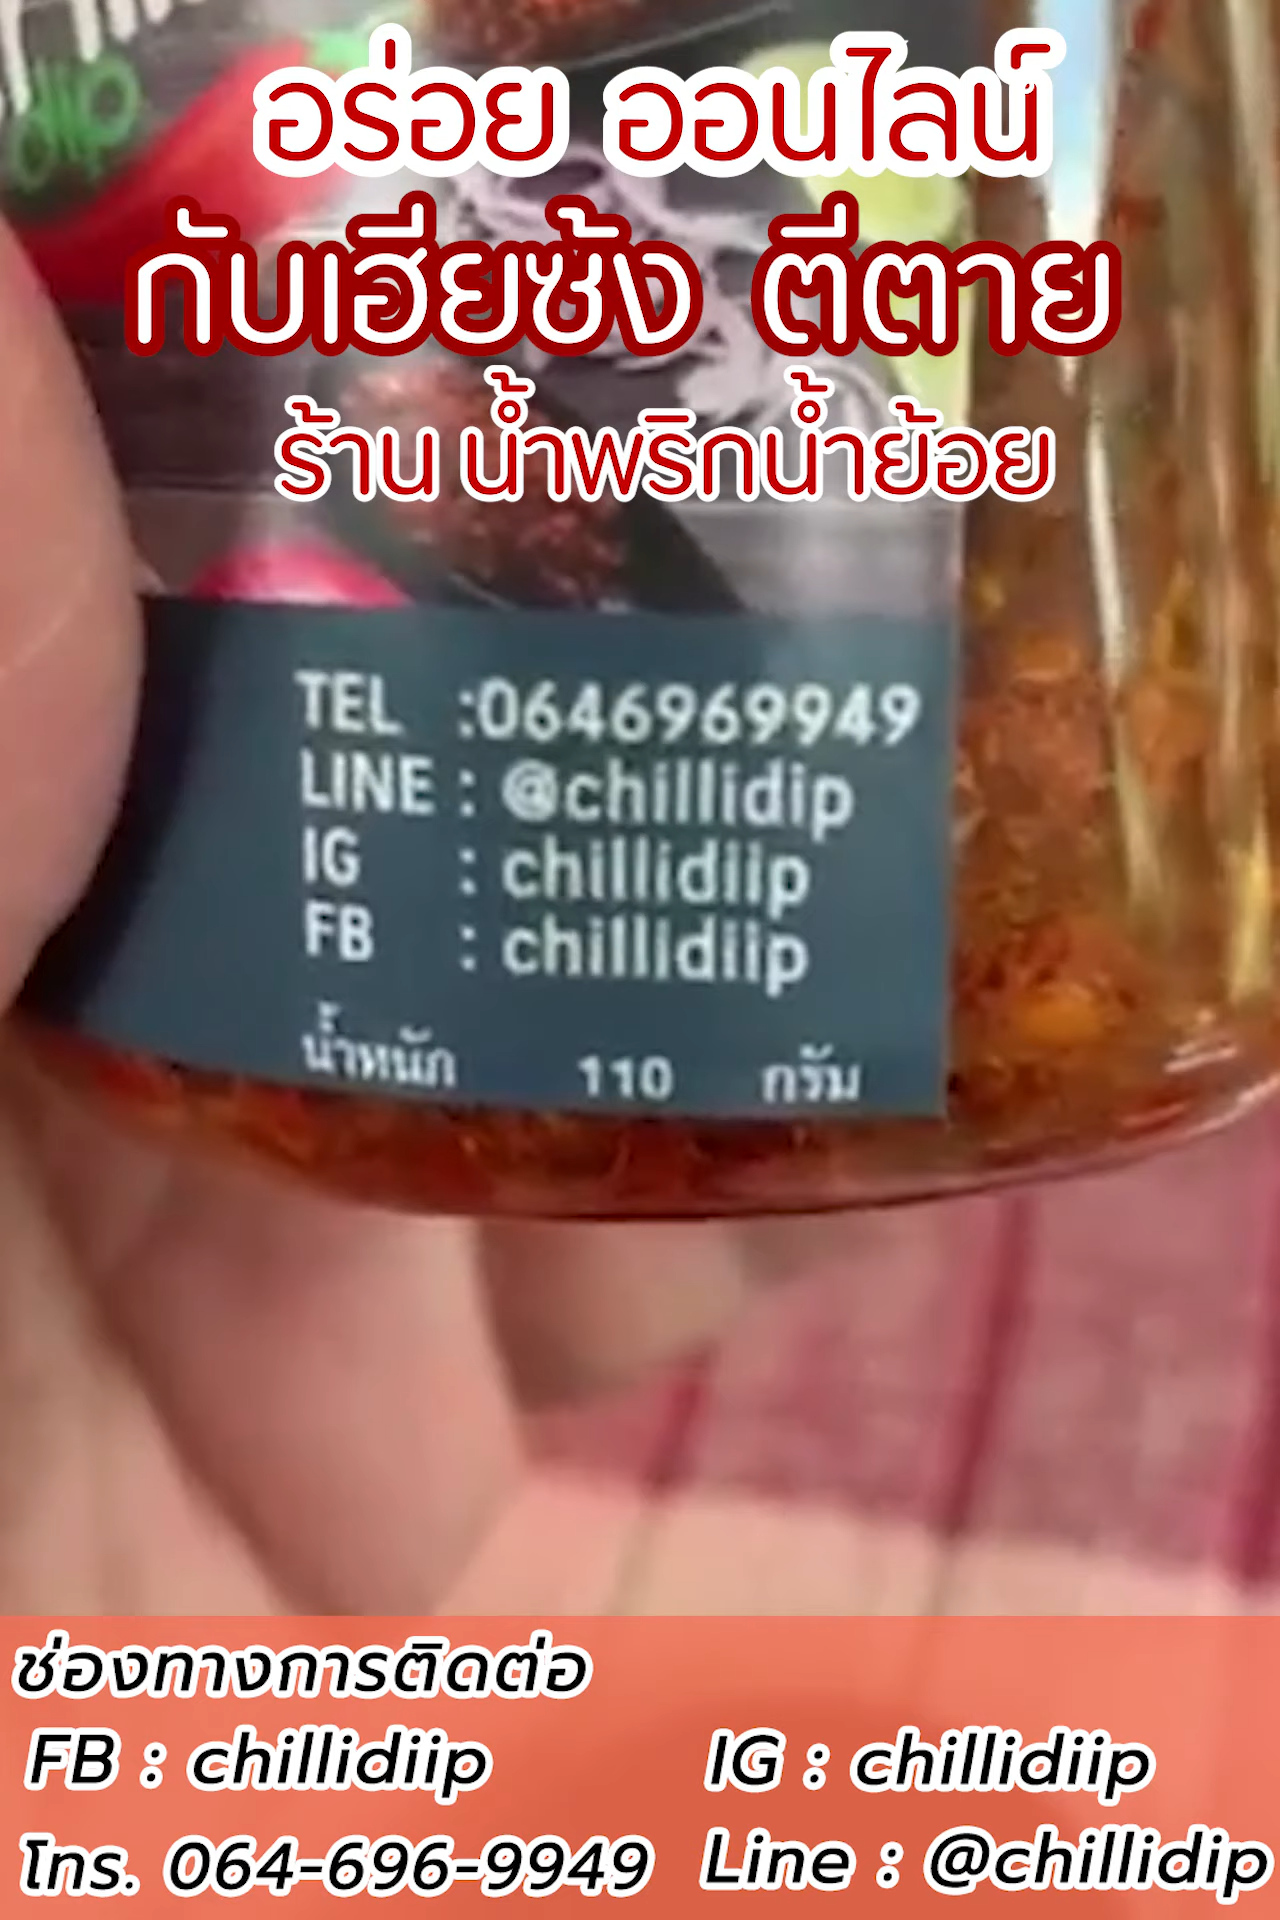 อร่อย ออนไลน์
กับเฮียซ้ง ตีตาย
ร้าน น้ำพริกน้ำย้อย
TEL :0646969949
LINE : @chillidip
IG : chillidiip
FB : chillidiip
น้ำหนัก 110 กรัม
ช่องทางการติดต่อ
FB : chillidiip IG : chillidiip
โทร. 064-696-9949 Line : @chillidip